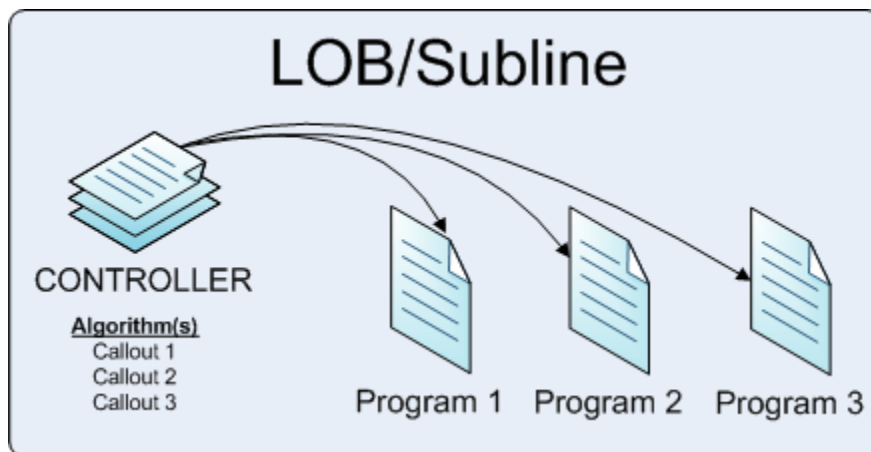 LOB/Subline
CONTROLLER
Algorithm(s)
Callout 1
Callout 2
Callout 3
Program 1
Program 2
Program 3